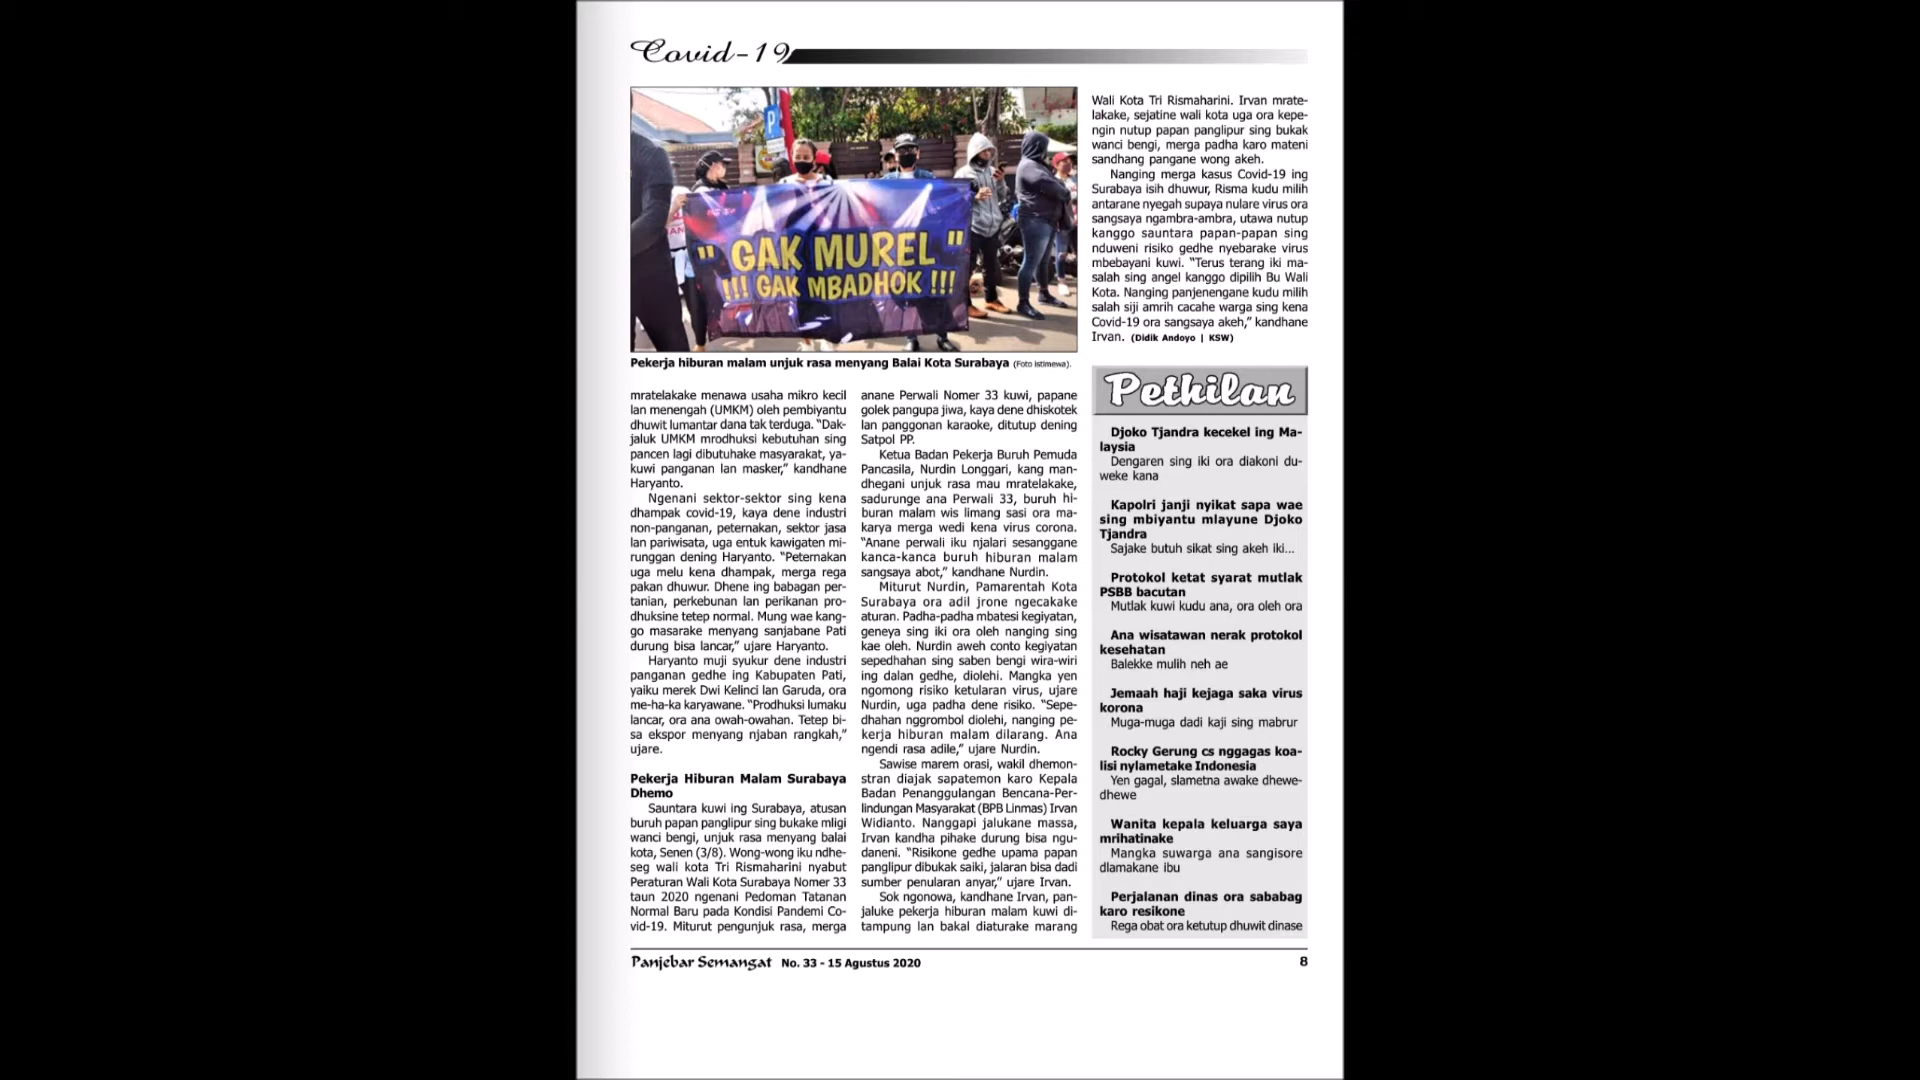 Covid-19
P
" GAK MUREL "
!!! GAK MBADHOK !!!
Pekerja hiburan malam unjuk rasa menyang Balai Kota Surabaya (Foto istimewa).
mratelakake menawa usaha mikro kecil
lan menengah (UMKM) oleh pembiyantu
dhuwit lumantar dana tak terduga. “Dak-
jaluk UMKM mrodhuksi kebutuhan sing
pancen lagi dibutuhake masyarakat, ya-
kuwi panganan lan masker,” kandhane
Haryanto.
Ngenani sektor-sektor sing kena
dhampak covid-19, kaya dene industri
non-panganan, peternakan, sektor jasa
lan pariwisata, uga entuk kawigaten mi-
runggan dening Haryanto. “Peternakan
uga melu kena dhampak, merga rega
pakan dhuwur. Dhene ing babagan per-
tanian, perkebunan lan perikanan pro-
dhuksine tetep normal. Mung wae kang-
go masarake menyang sanjabane Pati
durung bisa lancar,” ujare Haryanto.
Haryanto muji syukur dene industri
panganan gedhe ing Kabupaten Pati,
yaiku merek Dwi Kelinci lan Garuda, ora
me-ha-ka karyawane. “Prodhuksi lumaku
lancar, ora ana owah-owahan. Tetep bi-
sa ekspor menyang njaban rangkah,”
ujare.
Pekerja Hiburan Malam Surabaya
Dhemo
Sauntara kuwi ing Surabaya, atusan
buruh papan panglipur sing bukake mligi
wanci bengi, unjuk rasa menyang balai
kota, Senen (3/8). Wong-wong iku ndhe-
seg wali kota Tri Rismaharini nyabut
Peraturan Wali Kota Surabaya Nomer 33
taun 2020 ngenani Pedoman Tatanan
Normal Baru pada Kondisi Pandemi Co-
vid-19. Miturut pengunjuk rasa, merga
anane Perwali Nomer 33 kuwi, papane
golek pangupa jiwa, kaya dene dhiskotek
lan panggonan karaoke, ditutup dening
Satpol PP.
Ketua Badan Pekerja Buruh Pemuda
Pancasila, Nurdin Longgari, kang man-
dhegani unjuk rasa mau mratelakake,
sadurunge ana Perwali 33, buruh hi-
buran malam wis limang sasi ora ma-
karya merga wedi kena virus corona.
“Anane perwali iku njalari sesanggane
kanca-kanca buruh hiburan malam
sangsaya abot,” kandhane Nurdin.
Miturut Nurdin, Pamarentah Kota
Surabaya ora adil jrone ngecakake
aturan. Padha-padha mbatesi kegiyatan,
geneya sing iki ora oleh nanging sing
kae oleh. Nurdin aweh conto kegiyatan
sepedhahan sing saben bengi wira-wiri
ing dalan gedhe, diolehi. Mangka yen
ngomong risiko ketularan virus, ujare
Nurdin, uga padha dene risiko. “Sepe-
dhahan nggrombol diolehi, nanging pe-
kerja hiburan malam dilarang. Ana
ngendi rasa adile,” ujare Nurdin.
Sawise marem orasi, wakil dhemon-
stran diajak sapatemon karo Kepala
Badan Penanggulangan Bencana-Per-
lindungan Masyarakat (BPB Linmas) Irvan
Widianto. Nanggapi jalukane massa,
Irvan kandha pihake durung bisa ngu-
daneni. “Risikone gedhe upama papan
panglipur dibukak saiki, jalaran bisa dadi
sumber penularan anyar,” ujare Irvan.
Sok ngonowa, kandhane Irvan, pan-
jaluke pekerja hiburan malam kuwi di-
tampung lan bakal diaturake marang
Wali Kota Tri Rismaharini. Irvan mrate-
lakake, sejatine wali kota uga ora kepe-
ngin nutup papan panglipur sing bukak
wanci bengi, merga padha karo mateni
sandhang pangane wong akeh.
Nanging merga kasus Covid-19 ing
Surabaya isih dhuwur, Risma kudu milih
antarane nyegah supaya nulare virus ora
sangsaya ngambra-ambra, utawa nutup
kanggo sauntara papan-papan sing
nduweni risiko gedhe nyebarake virus
mbebayani kuwi. “Terus terang iki ma-
salah sing angel kanggo dipilih Bu Wali
Kota. Nanging panjenengane kudu milih
salah siji amrih cacahe warga sing kena
Covid-19 ora sangsaya akeh,” kandhane
Irvan. (Didik Andoyo | KSW)
Pethilan
Djoko Tjandra kecekel ing Ma-
laysia
Dengaren sing iki ora diakoni du-
weke kana
Kapolri janji nyikat sapa wae
sing mbiyantu mlayune Djoko
Tjandra
Sajake butuh sikat sing akeh iki...
Protokol ketat syarat mutlak
PSBB bacutan
Mutlak kuwi kudu ana, ora oleh ora
Ana wisatawan nerak protokol
kesehatan
Balekke mulih neh ae
Jemaah haji kejaga saka virus
korona
Muga-muga dadi kaji sing mabrur
Rocky Gerung cs nggagas koa-
lisi nylametake Indonesia
Yen gagal, slametna awake dhewe-
dhewe
Wanita kepala keluarga saya
mrihatinake
Mangka suwarga ana sangisore
dlamakane ibu
Perjalanan dinas ora sababag
karo resikone
Rega obat ora ketutup dhuwit dinase
Panjebar Semangat No. 33 - 15 Agustus 2020
8